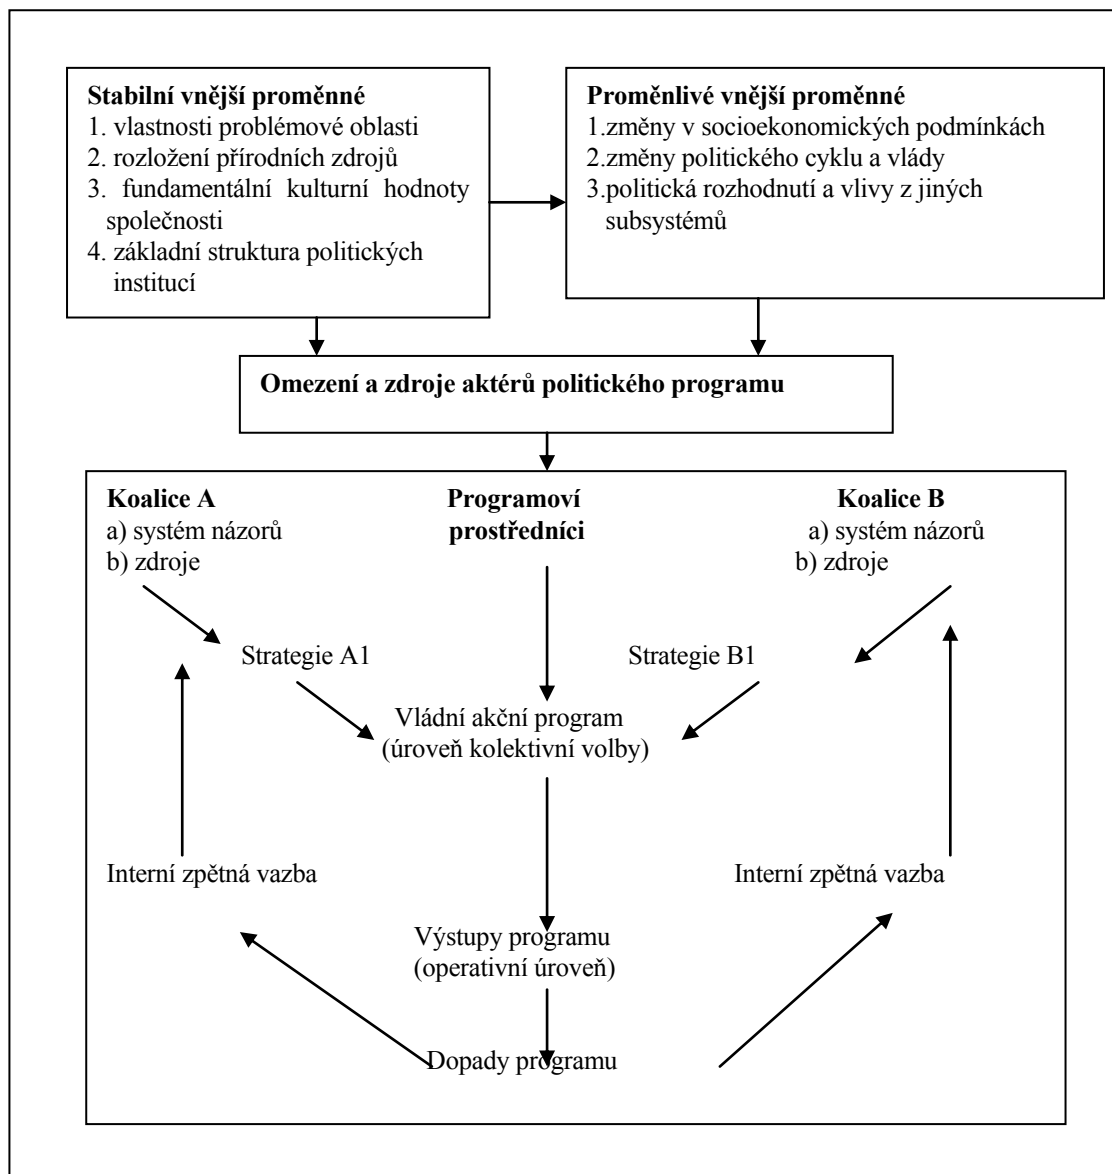 Stabilní vnější proměnné
1. vlastnosti problémové oblasti
2. rozložení přírodních zdrojů
3. fundamentální kulturní hodnoty
společnosti
4. základní struktura politických
institucí
Proměnlivé vnější proměnné
1.změny v socioekonomických podmínkách
2.změny politického cyklu a vlády
3.politická rozhodnutí a vlivy z jiných
subsystémů
Omezení a zdroje aktérů politického programu
Koalice A
a) systém názorů
b) zdroje
Programoví
prostředníci
Koalice B
a) systém názorů
b) zdroje
Strategie A1
Strategie B1
Vládní akční program
(úroveň kolektivní volby)
Interní zpětná vazba
Interní zpětná vazba
Výstupy programu
(operativní úroveň)
Dopady programu